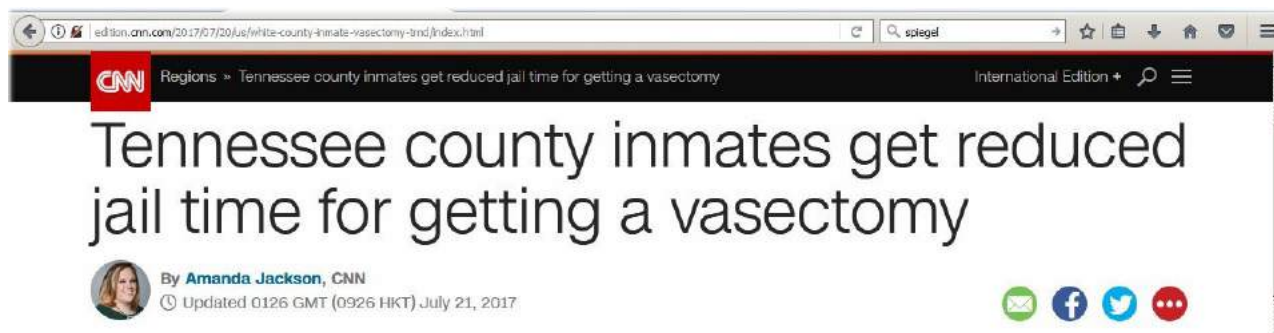 edition.cnn.com/2017/07/20/us/white-county-inmate-vasectomy-trnd/index.html
spiegel
CNN
Regions » Tennessee county inmates get reduced jail time for getting a vasectomy
International Edition +
Tennessee county inmates get reduced
jail time for getting a vasectomy
By Amanda Jackson, CNN
Updated 0126 GMT (0926 HKT) July 21, 2017